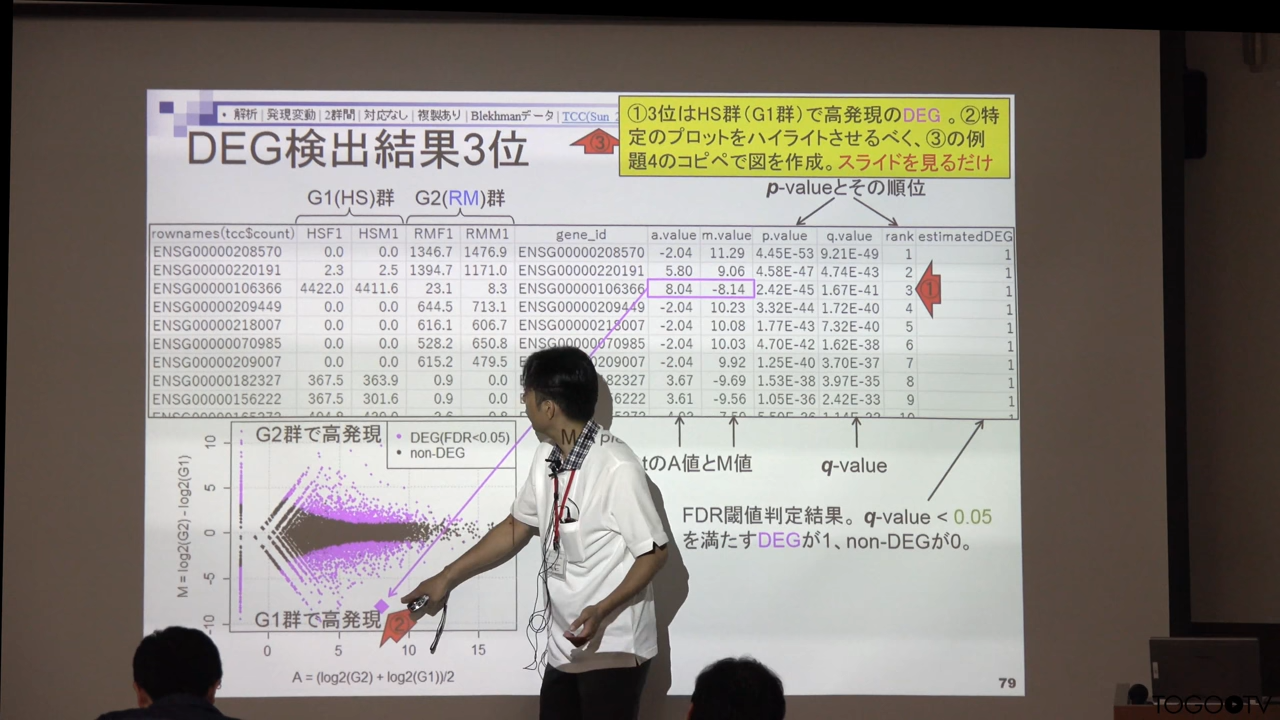 • 解析 | 発現変動 | 2群間 | 対応なし | 複製あり | Blekhmanデータ | TCC(Sun_2
DEG検出結果3位
③
①3位はHS群(G1群)で高発現のDEG 。②特
定のプロットをハイライトさせるべく、③の例
題4のコピペで図を作成。スライドを見るだけ
p-valueとその順位
G1(HS)群 G2(RM)群
rownames(tcc$count) HSF1 HSM1 RMF1 RMM1 gene_id a.value m.value p.value q.value rank estimatedDEG
ENSG00000208570 0.0 0.0 1346.7 1476.9 ENSG00000208570 -2.04 11.29 4.45E-53 9.21E-49 1 1
ENSG00000220191 2.3 2.5 1394.7 1171.0 ENSG00000220191 5.80 9.06 4.58E-47 4.74E-43 2 1
ENSG00000106366 4422.0 4411.6 23.1 8.3 ENSG00000106366 8.04 -8.14 2.42E-45 1.67E-41 3 1
①
ENSG00000209449 0.0 0.0 644.5 713.1 ENSG00000209449 -2.04 10.23 3.32E-44 1.72E-40 4 1
ENSG00000218007 0.0 0.0 616.1 606.7 ENSG00000218007 -2.04 10.08 1.77E-43 7.32E-40 5 1
ENSG00000070985 0.0 0.0 528.2 650.8 ENSG00000070985 -2.04 10.03 4.70E-42 1.62E-38 6 1
ENSG00000209007 0.0 0.0 615.2 479.5 ENSG00000209007 -2.04 9.92 1.25E-40 3.70E-37 7 1
ENSG00000182327 367.5 363.9 0.9 0.0 82327 3.67 -9.69 1.53E-38 3.97E-35 8 1
ENSG00000156222 367.5 301.6 0.9 0.0 56222 3.61 -9.56 1.05E-36 2.42E-33 9 1
G2群で高発現
DEG(FDR<0.05)
non-DEG
M = log2(G2) - log2(G1)
10
5
0
-5
-10
G1群で高発現
②
0 5 10 15
A = (log2(G2) + log2(G1))/2
tのA値とM値
q-value
FDR閾値判定結果。 q-value < 0.05
を満たすDEGが1、non-DEGが0。
79
TOGOTV